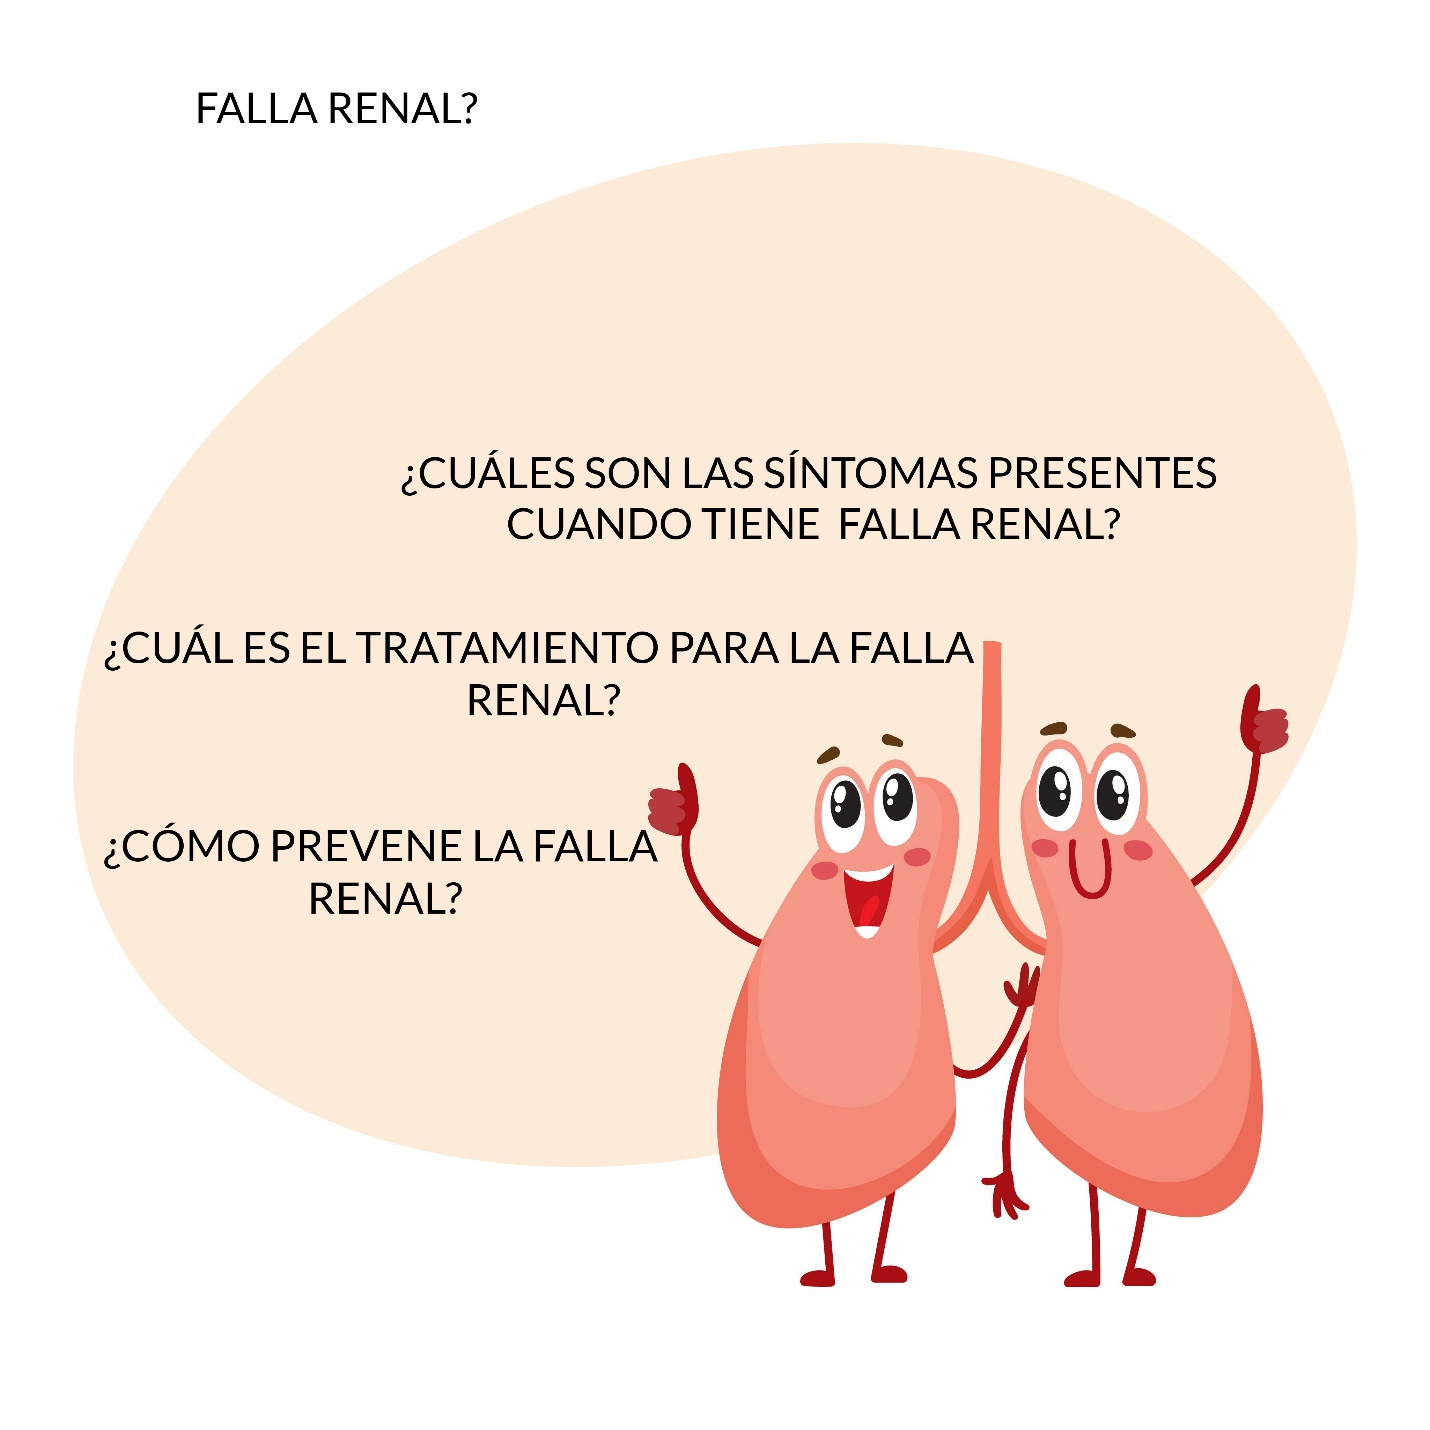 FALLA RENAL?
¿CUÁLES SON LAS SÍNTOMAS PRESENTES
CUANDO TIENE FALLA RENAL?
¿CUÁL ES EL TRATAMIENTO PARA LA FALLA
RENAL?
¿CÓMO PREVENE LA FALLA
RENAL?